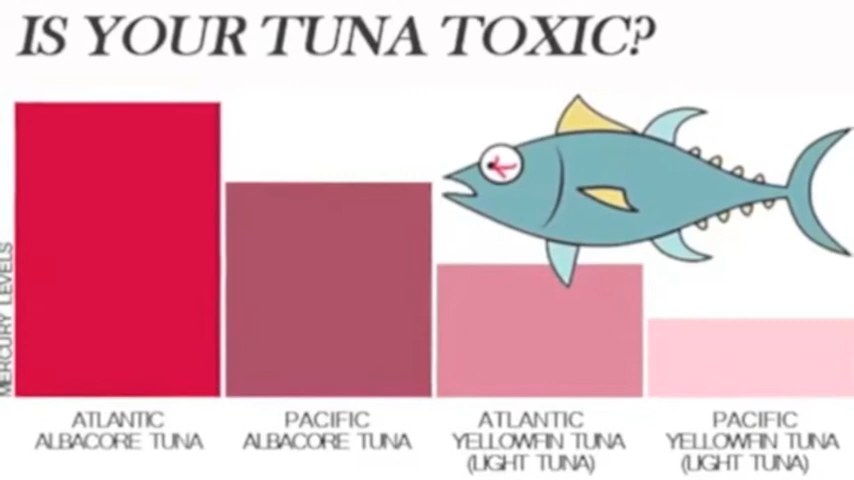 IS YOUR TUNA TOXIC?
MERCURY LEVELS
ATLANTIC
ALBACORE TUNA
PACIFIC
ALBACORE TUNA
ATLANTIC
YELLOWFIN TUNA
(LIGHT TUNA)
PACIFIC
YELLOWFIN TUNA
(LIGHT TUNA)